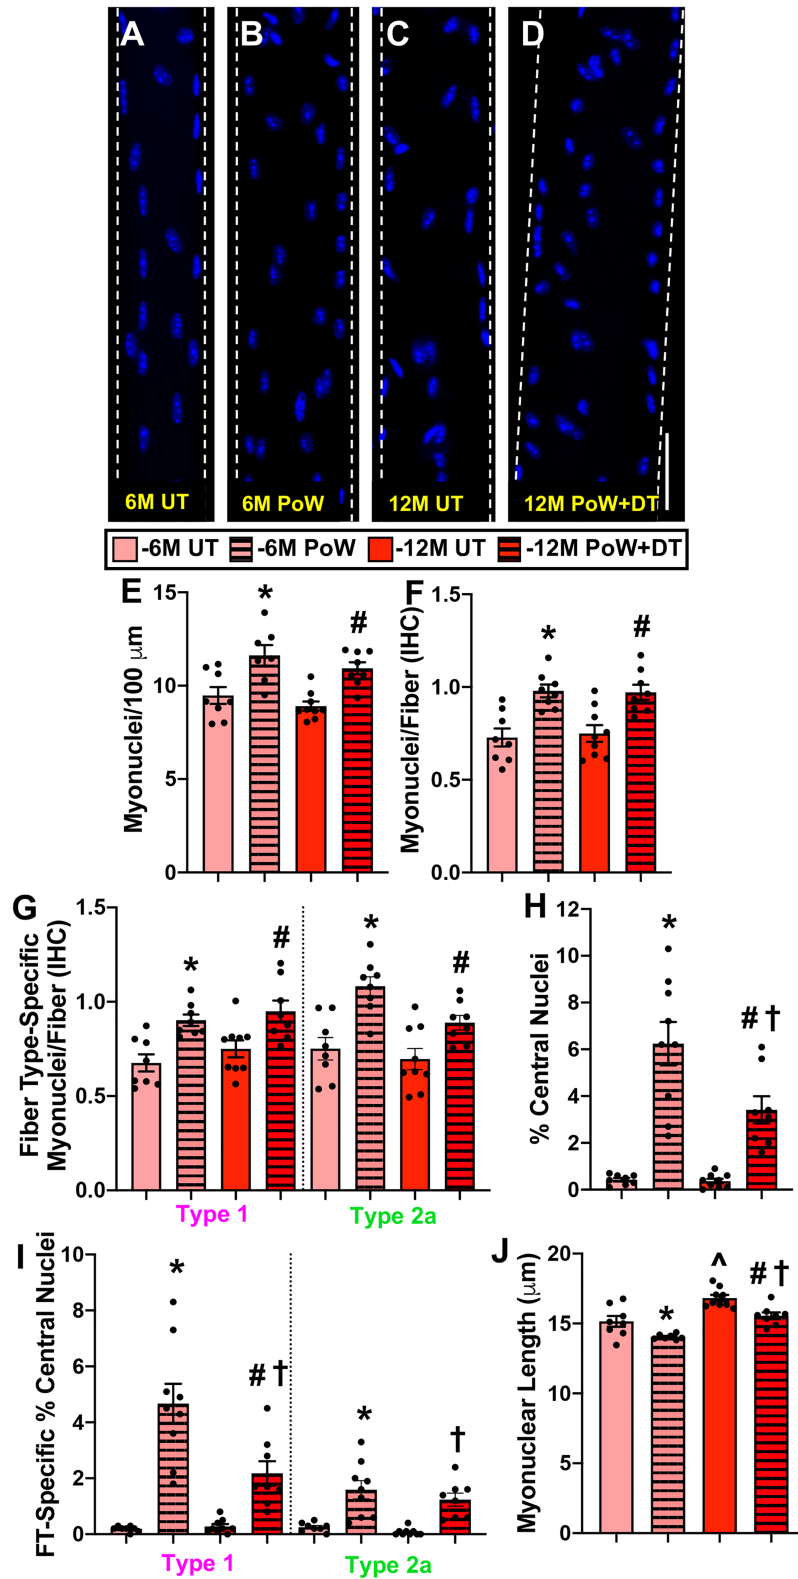 A B C D
6M UT 6M PoW 12M UT 12M PoW+DT
-6M UT -6M PoW -12M UT -12M PoW+DT
E
Myonuclei/100 μm
15
10
5
0
* #
F
Myonuclei/Fiber (IHC)
1.5
1.0
0.5
0.0
* #
G
Fiber Type-Specific
Myonuclei/Fiber (IHC)
1.5
1.0
0.5
0.0
* # * #
Type 1 Type 2a
H
% Central Nuclei
12
10
8
6
4
2
0
* # †
I
FT-Specific % Central Nuclei
10
8
6
4
2
0
* # † * †
Type 1 Type 2a
J
Myonuclear Length (μm)
20
15
10
5
0
* ^ # †